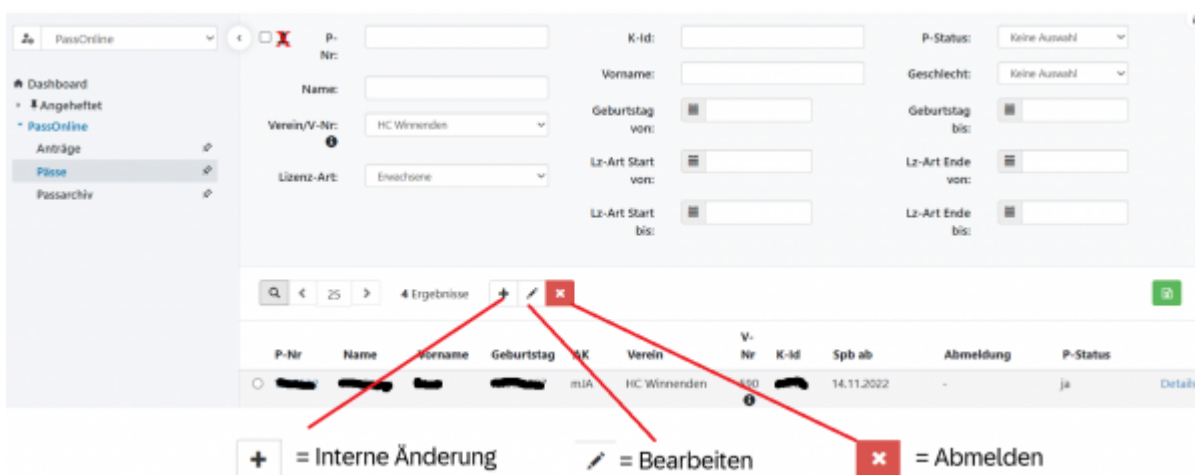 PassOnline
P-Nr:
K-Id:
P-Status:
Keine Auswahl
Dashboard
Name:
Vorname:
Geschlecht:
Keine Auswahl
Angeheftet
PassOnline
Verein/V-Nr:
HC Winnenden
Geburtstag von:
Geburtstag bis:
Anträge
Pässe
Lizenz-Art:
Erwachsene
Lz-Art Start von:
Lz-Art Ende von:
Passarchiv
Lz-Art Start bis:
Lz-Art Ende bis:
25
4 Ergebnisse
P-Nr Name Vorname Geburtstag AK Verein V-Nr K-Id Spb ab Abmeldung P-Status
mJA HC Winnenden 14.11.2022 - ja Details
+ = Interne Änderung
= Bearbeiten
× = Abmelden